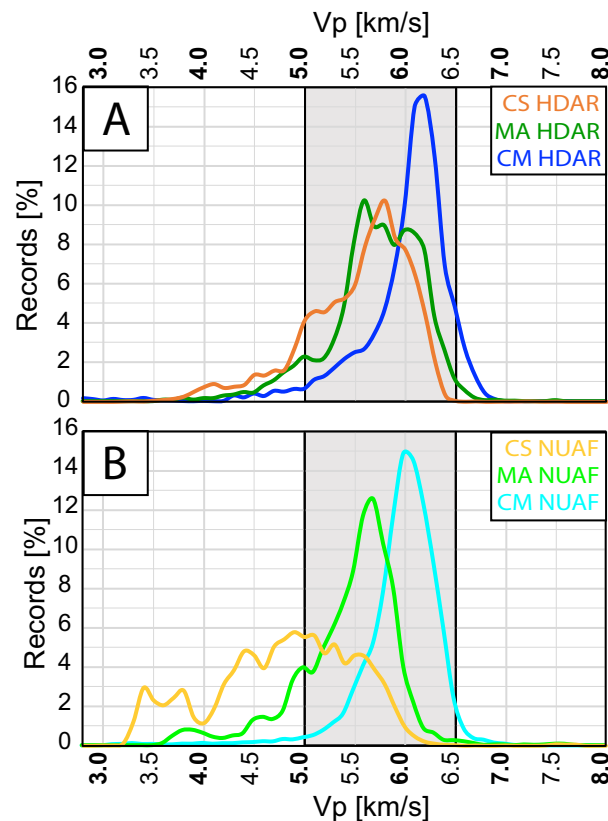 Vp [km/s]
3.0 3.5 4.0 4.5 5.0 5.5 6.0 6.5 7.0 7.5 8.0
16
14
12
10
8
6
4
2
0
Records [%]
A
CS HDAR
MA HDAR
CM HDAR
16
14
12
10
8
6
4
2
0
Records [%]
B
CS NUAF
MA NUAF
CM NUAF
3.0 3.5 4.0 4.5 5.0 5.5 6.0 6.5 7.0 7.5 8.0
Vp [km/s]